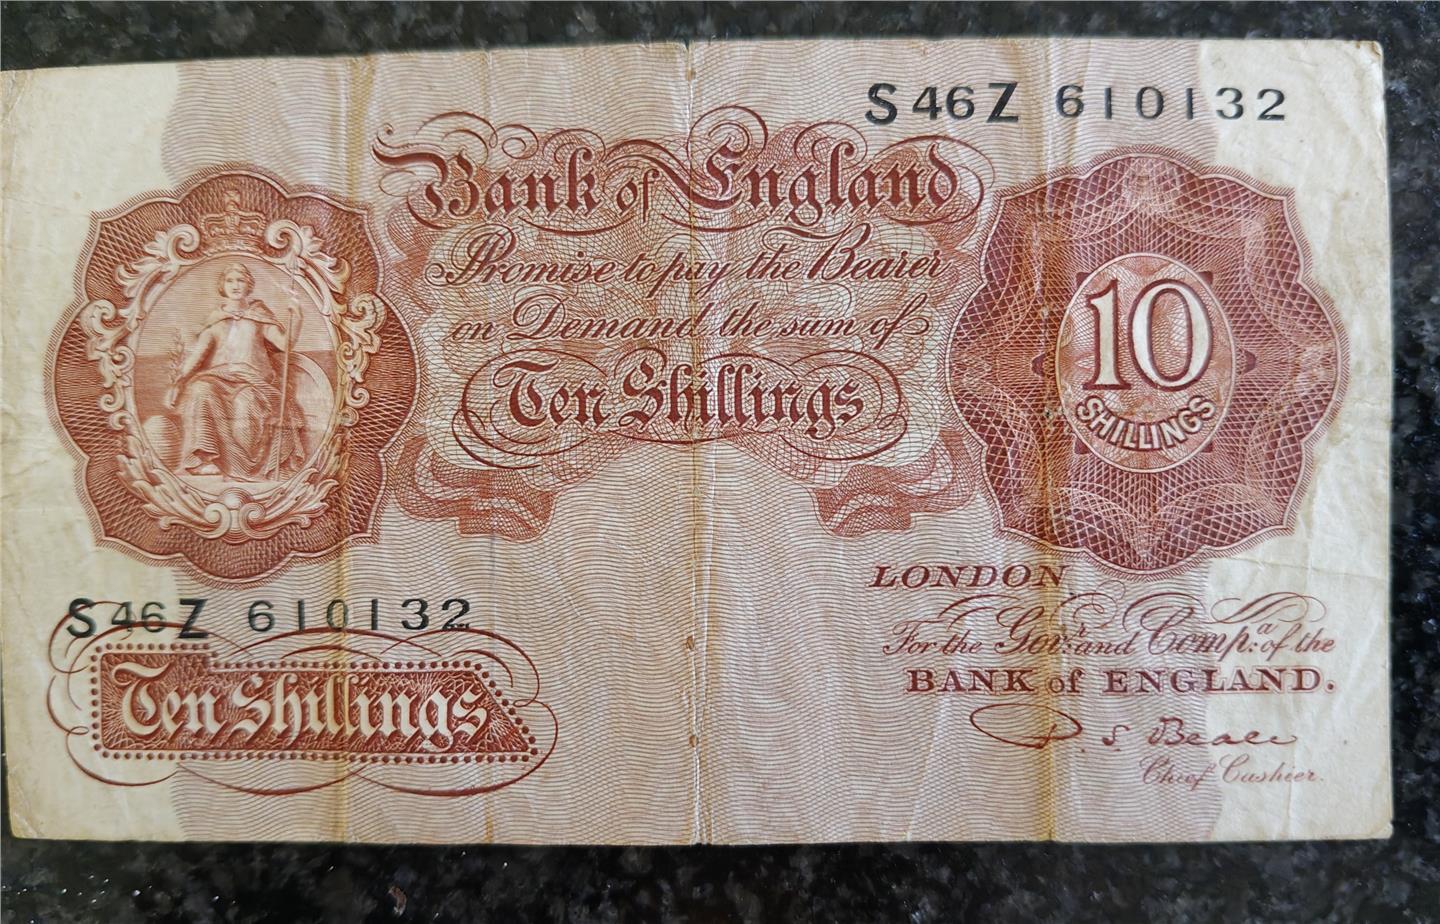 S46Z 610132
Bank of England
Promise to pay the Bearer
on Demand the sum of
Ten Shillings
10
SHILLINGS
LONDON
For the Govr: and Compa: of the
BANK of ENGLAND.
P. S. Beale
Chief Cashier.
S46Z 610132
Ten Shillings